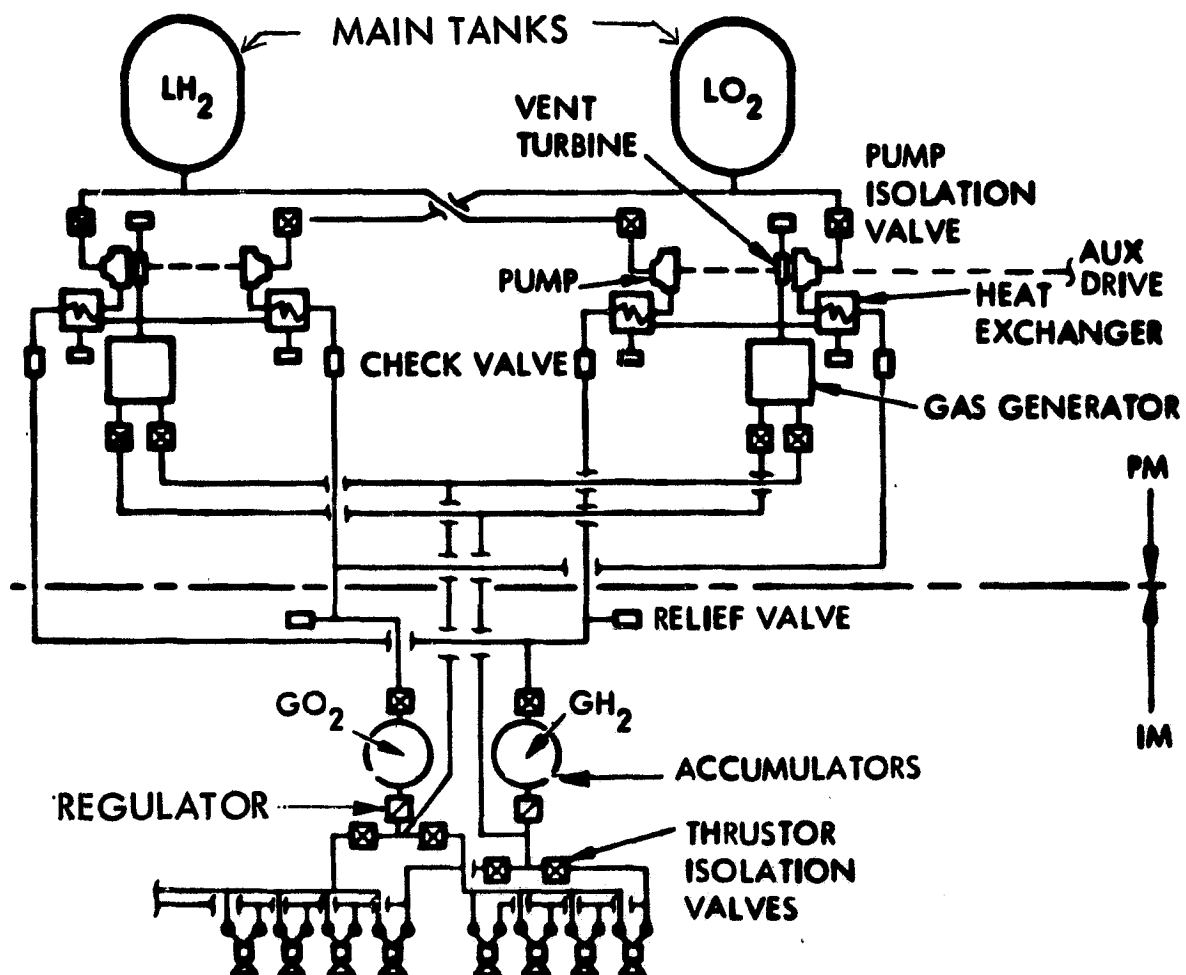 MAIN TANKS
LH2
LO2
VENT
TURBINE
PUMP
ISOLATION
VALVE
PUMP
AUX
DRIVE
HEAT
EXCHANGER
CHECK VALVE
GAS GENERATOR
PM
RELIEF VALVE
IM
GO2
GH2
ACCUMULATORS
REGULATOR
THRUSTOR
ISOLATION
VALVES